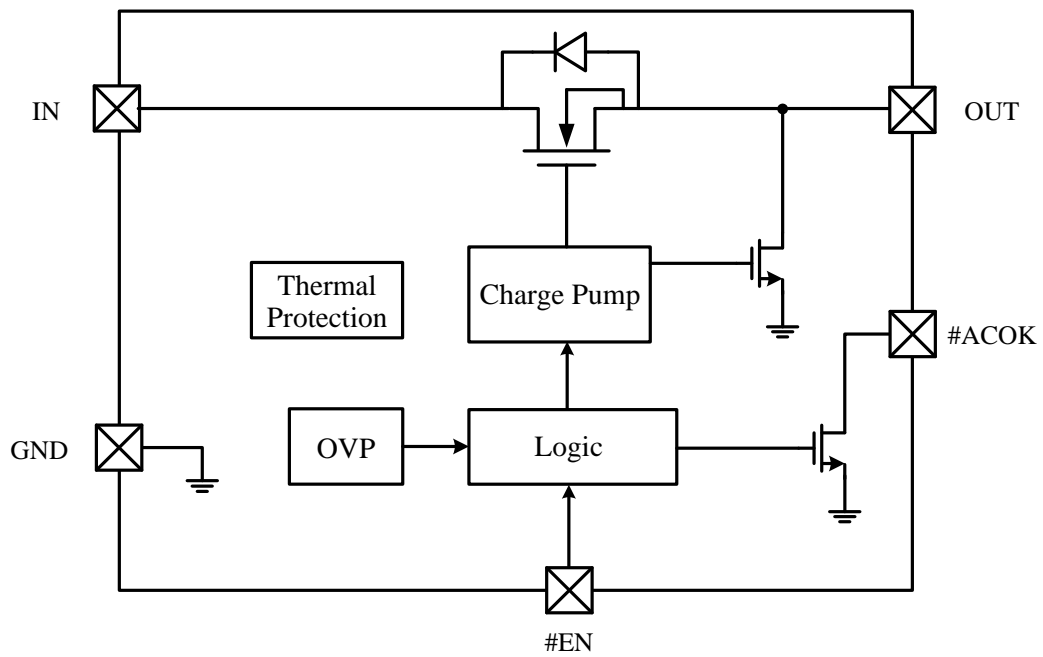 IN
OUT
Thermal
Protection
Charge Pump
#ACOK
GND
OVP
Logic
#EN